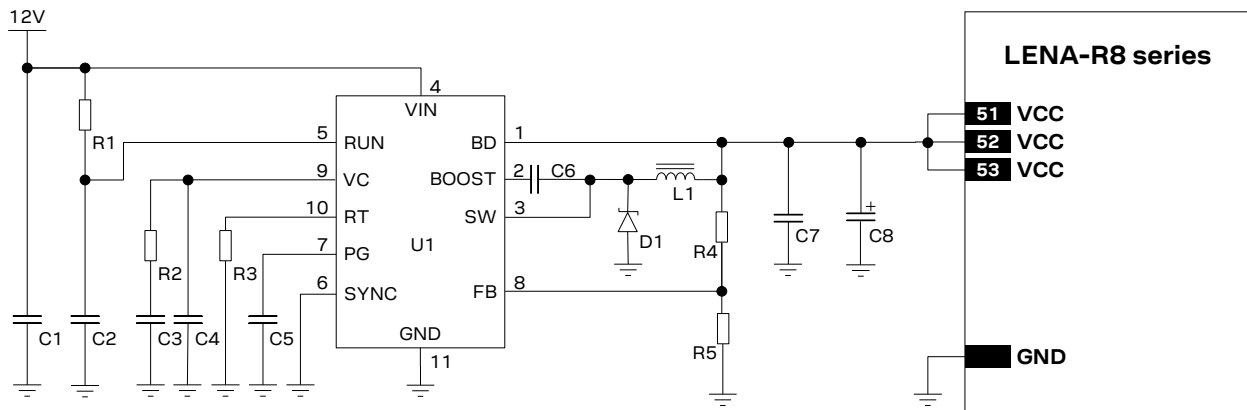 12V
LENA-R8 series
4
VIN
51 VCC
R1
5
RUN
BD
1
52 VCC
9
VC
BOOST
2
C6
53 VCC
L1
10
RT
SW
3
R2
R3
7
PG
U1
D1
R4
C7
C8
+
6
SYNC
FB
8
C1
C2
C3
C4
C5
GND
11
R5
GND